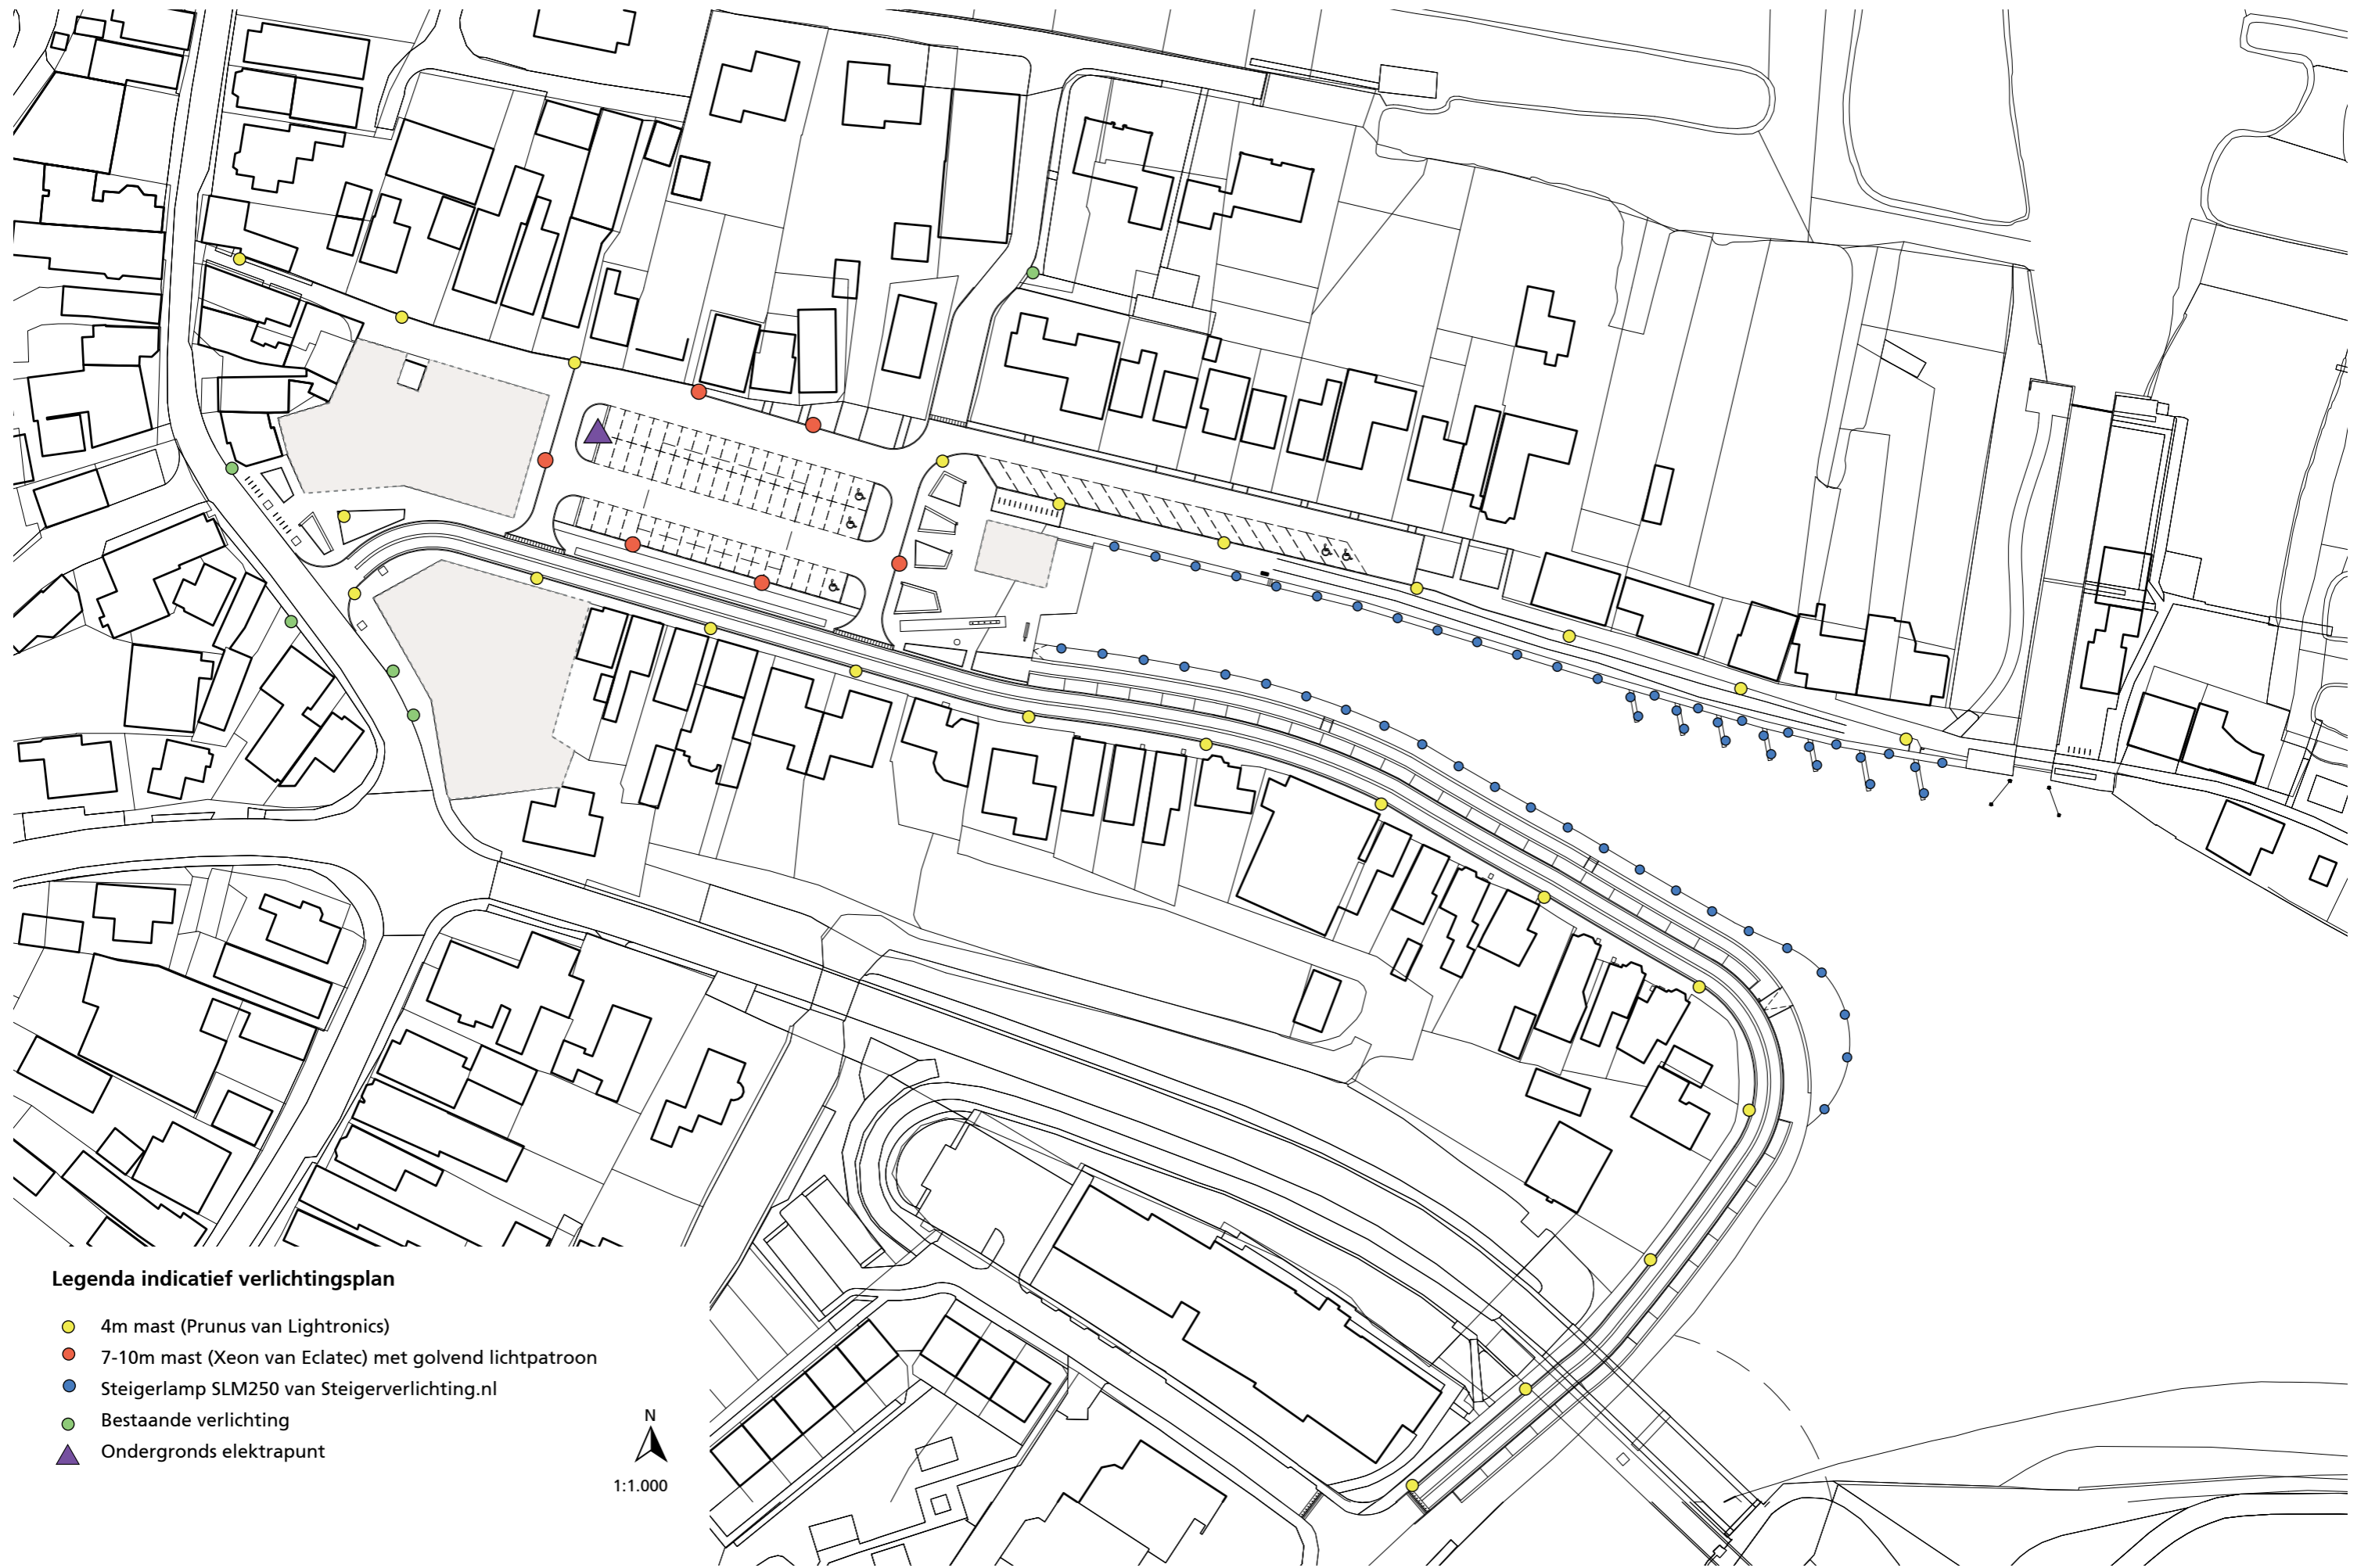 Legenda indicatief verlichtingsplan
4m mast (Prunus van Lightronics)
7-10m mast (Xeon van Eclatec) met golvend lichtpatroon
Steigerlamp SLM250 van Steigerverlichting.nl
Bestaande verlichting
Ondergronds elektrapunt
N
1:1.000